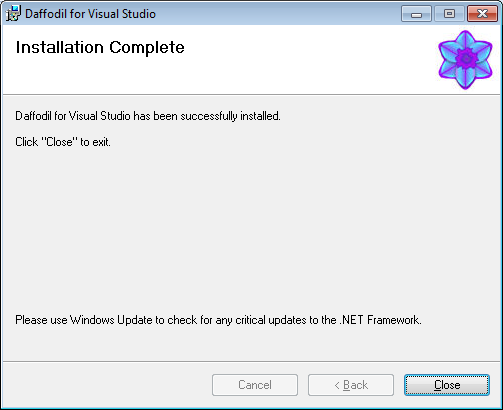 Daffodil for Visual Studio
Installation Complete
Daffodil for Visual Studio has been successfully installed.
Click "Close" to exit.
Please use Windows Update to check for any critical updates to the .NET Framework.
Cancel
< Back
Close